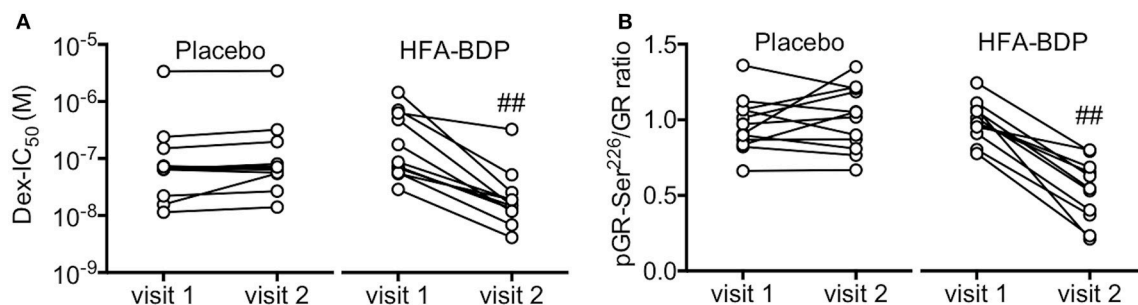 A
Placebo
HFA-BDP
Dex-IC50 (M)
10-5
10-6
10-7
10-8
10-9
##
visit 1
visit 2
visit 1
visit 2
B
Placebo
HFA-BDP
pGR-Ser226/GR ratio
1.5
1.0
0.5
0.0
##
visit 1
visit 2
visit 1
visit 2